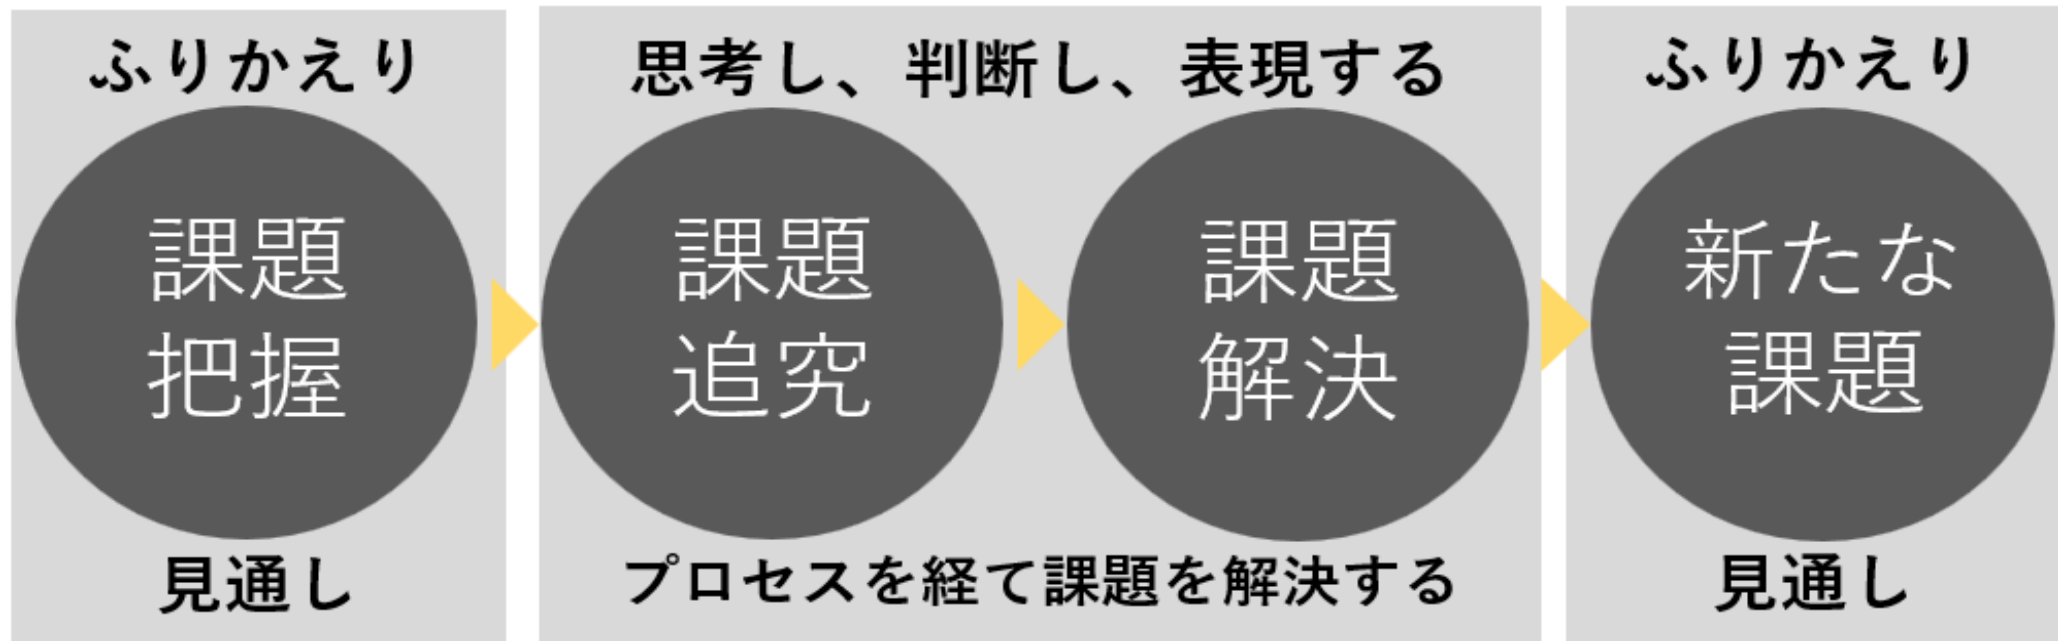 ふりかえり
課題
把握
見通し
思考し、判断し、表現する
課題
追究
課題
解決
プロセスを経て課題を解決する
ふりかえり
新たな
課題
見通し